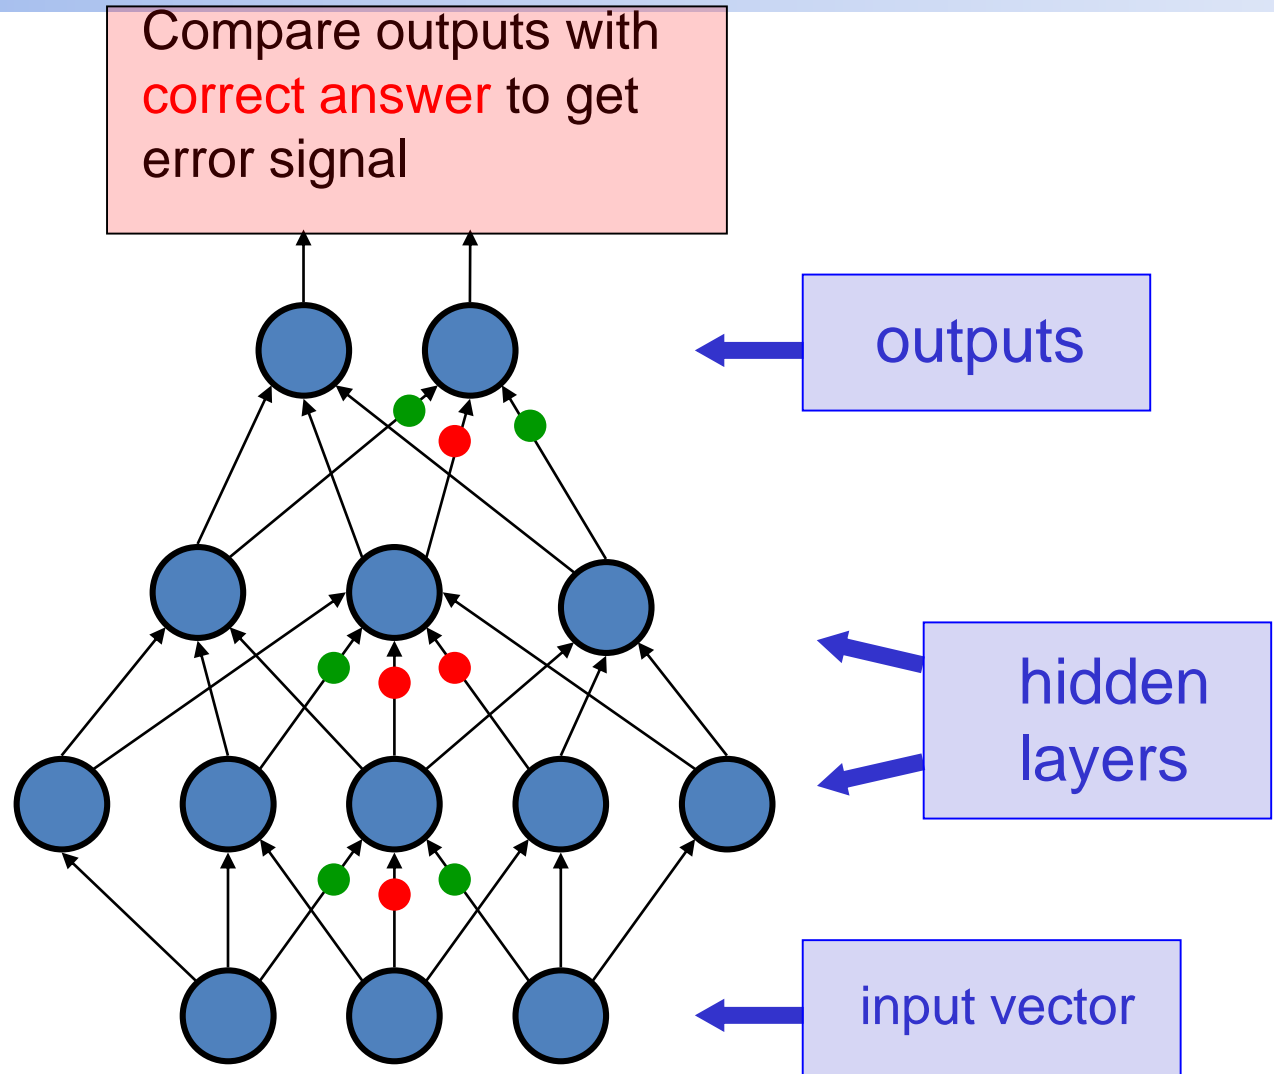 Compare outputs with
correct answer to get
error signal
outputs
hidden
layers
input vector